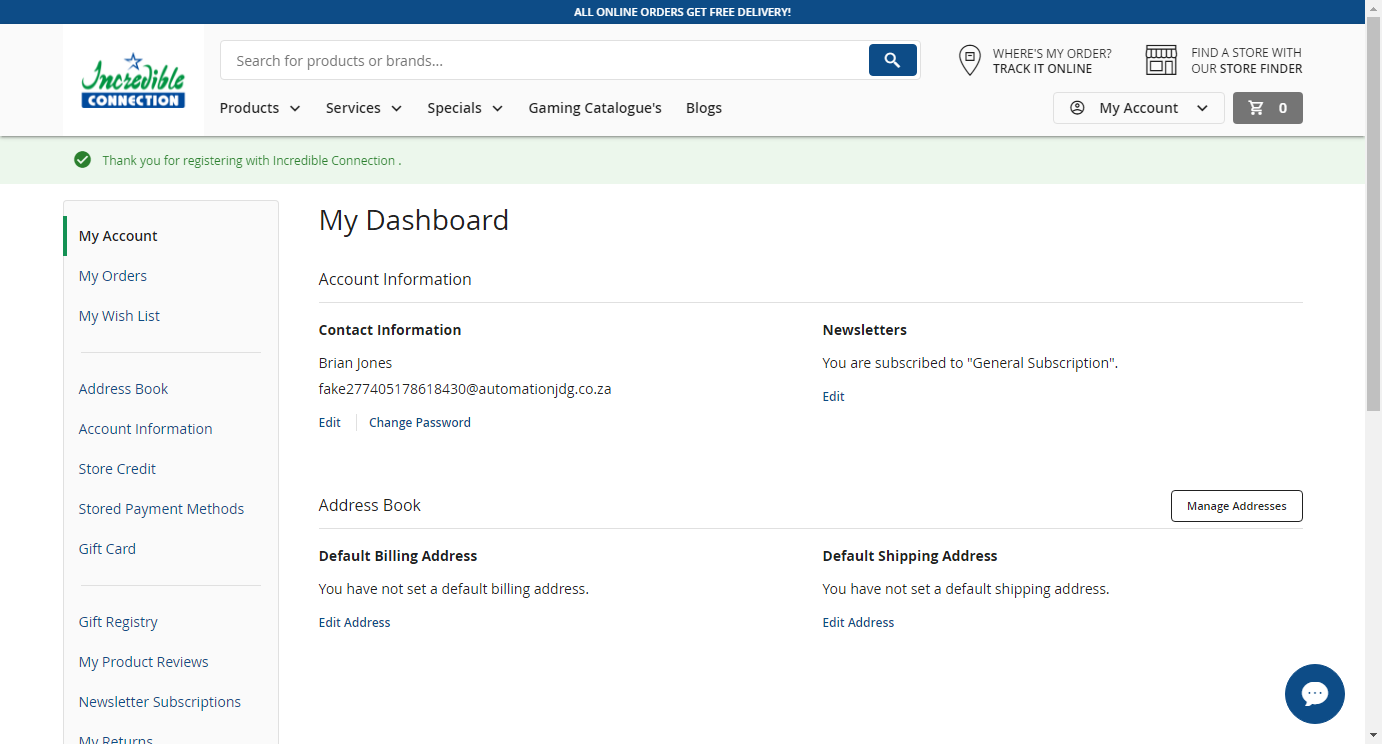 ALL ONLINE ORDERS GET FREE DELIVERY!
Incredible
CONNECTION
Search for products or brands...
WHERE'S MY ORDER?
TRACK IT ONLINE
FIND A STORE WITH
OUR STORE FINDER
Products
Services
Specials
Gaming Catalogue's
Blogs
My Account
0
Thank you for registering with Incredible Connection .
My Account
My Orders
My Wish List
Address Book
Account Information
Store Credit
Stored Payment Methods
Gift Card
Gift Registry
My Product Reviews
Newsletter Subscriptions
My Returns
My Dashboard
Account Information
Contact Information
Brian Jones
fake277405178618430@automationjdg.co.za
Edit
Change Password
Newsletters
You are subscribed to "General Subscription".
Edit
Address Book
Manage Addresses
Default Billing Address
You have not set a default billing address.
Edit Address
Default Shipping Address
You have not set a default shipping address.
Edit Address